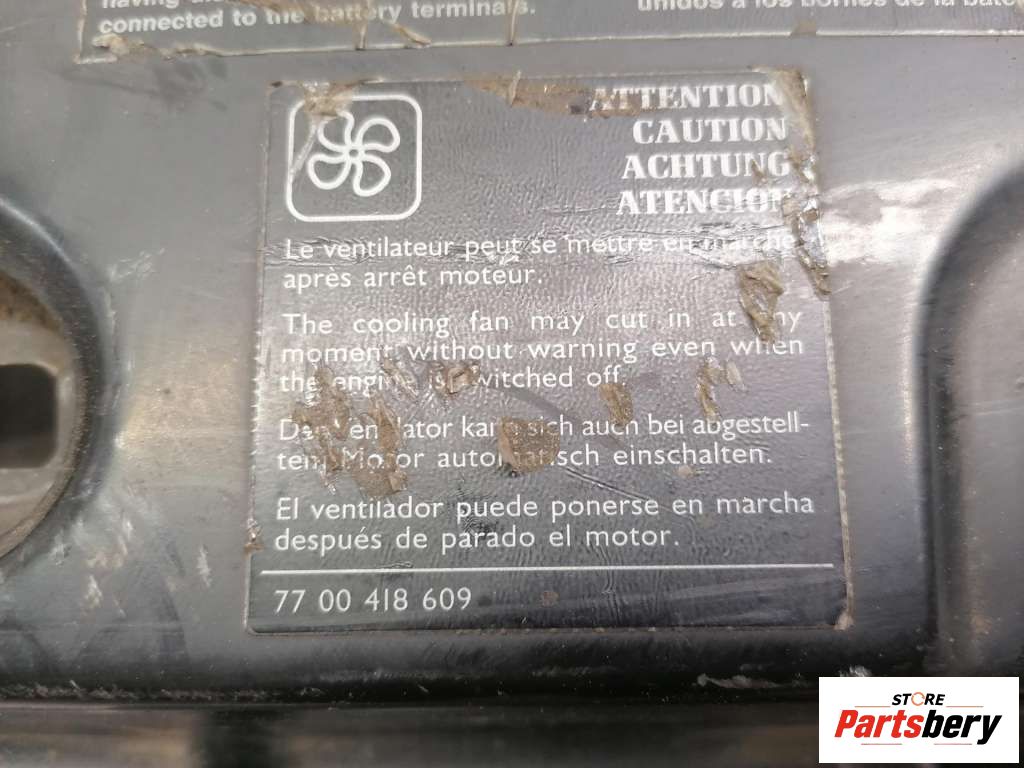 having
connected to the battery terminals.
unidos a los bornes de la
ATTENTION
CAUTION
ACHTUNG
ATENCION
Le ventilateur peut se mettre en marche
après arrêt moteur.
The cooling fan may cut in at any
moment without warning even when
the engine is switched off.
Der Ventilator kann sich auch bei abgestell-
tem Motor automatisch einschalten.
El ventilador puede ponerse en marcha
después de parado el motor.
77 00 418 609
STORE
Partsbery